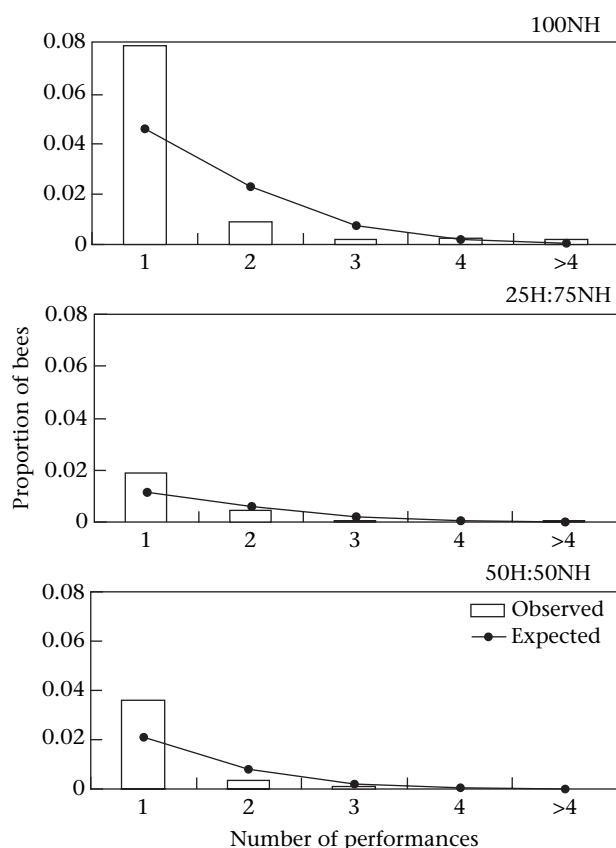 100NH
0.08
0.06
0.04
0.02
0
1 2 3 4 >4
25H:75NH
0.08
0.06
0.04
0.02
0
1 2 3 4 >4
Proportion of bees
50H:50NH
0.08
0.06
0.04
0.02
0
Observed
Expected
1 2 3 4 >4
Number of performances